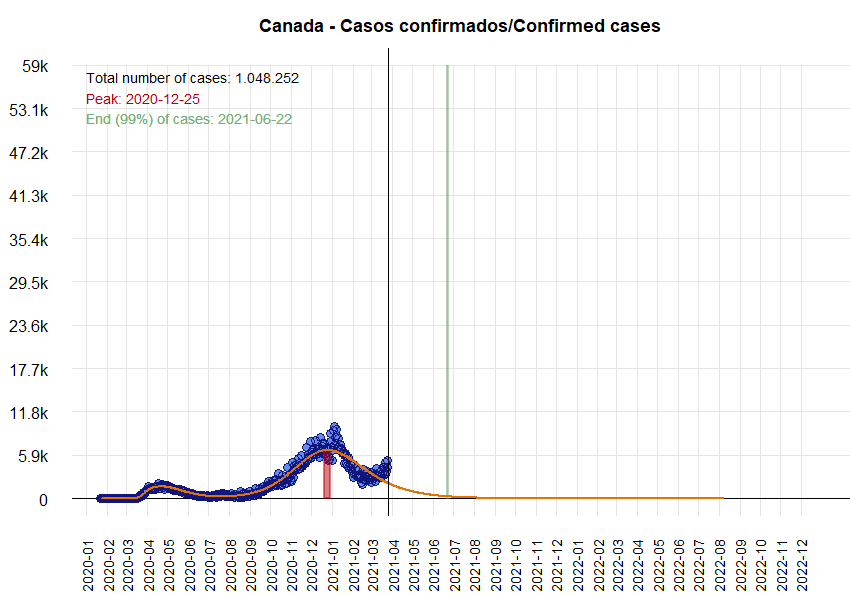 Canada - Casos confirmados/Confirmed cases
59k
Total number of cases: 1.048.252
Peak: 2020-12-25
53.1k
End (99%) of cases: 2021-06-22
47.2k
41.3k
35.4k
29.5k
23.6k
17.7k
11.8k
5.9k
0
2020-01
2020-02
2020-03
2020-04
2020-05
2020-06
2020-07
2020-08
2020-09
2020-10
2020-11
2020-12
2021-01
2021-02
2021-03
2021-04
2021-05
2021-06
2021-07
2021-08
2021-09
2021-10
2021-11
2021-12
2022-02
2022-03
2022-04
2022-05
2022-06
2022-07
2022-08
2022-09
2022-10
2022-11
2022-12